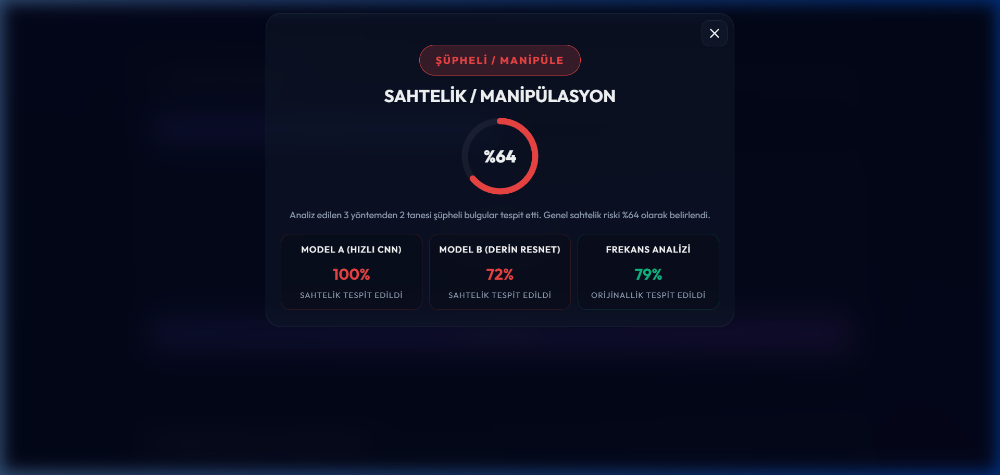 ŞÜPHELİ / MANİPÜLE
SAHTELİK / MANİPÜLASYON
%64
Analiz edilen 3 yöntemden 2 tanesi şüpheli bulgular tespit etti. Genel sahtelik riski %64 olarak belirlendi.
MODEL A (HIZLI CNN)
100%
SAHTELİK TESPİT EDİLDİ
MODEL B (DERİN RESNET)
72%
SAHTELİK TESPİT EDİLDİ
FREKANS ANALİZİ
79%
ORİJİNALLİK TESPİT EDİLDİ